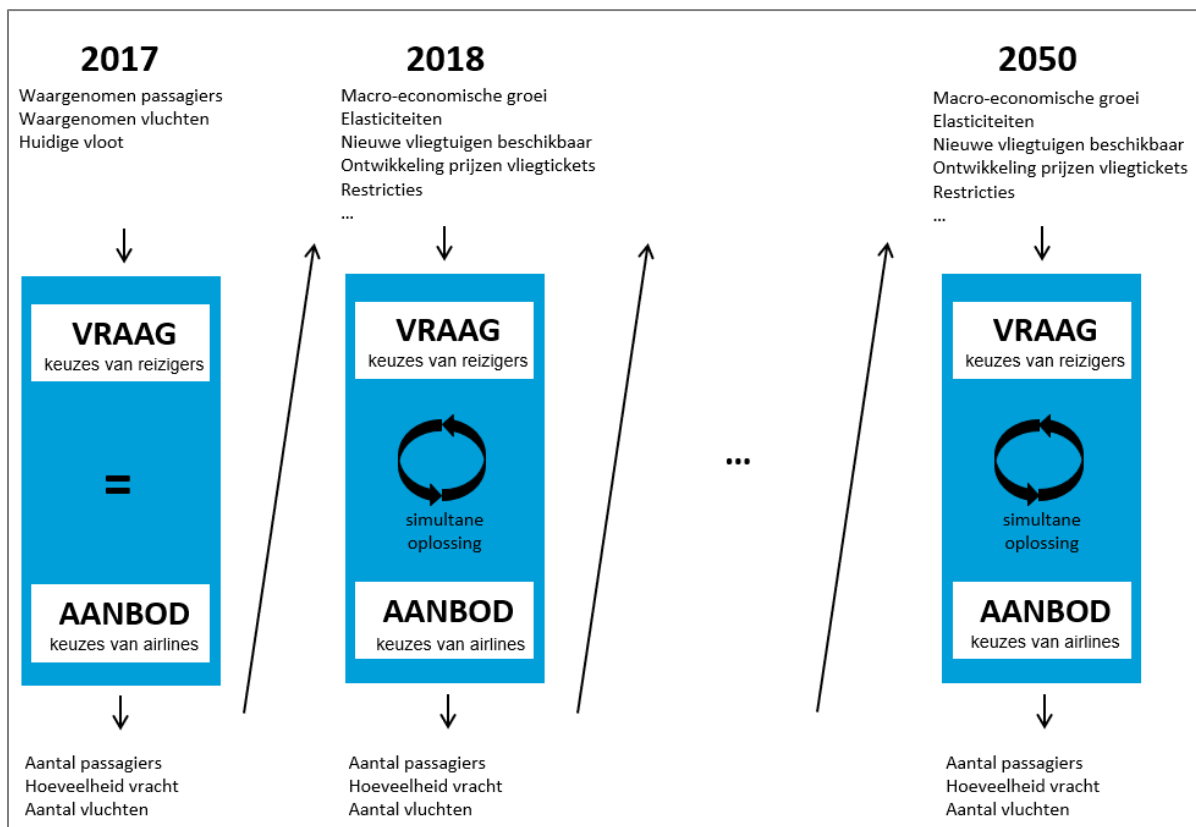 2017
Waargenomen passagiers
Waargenomen vluchten
Huidige vloot
VRAAG
keuzes van reizigers
=
AANBOD
keuzes van airlines
Aantal passagiers
Hoeveelheid vracht
Aantal vluchten
2018
Macro-economische groei
Elasticiteiten
Nieuwe vliegtuigen beschikbaar
Ontwikkeling prijzen vliegtickets
Restricties
...
VRAAG
keuzes van reizigers
simultane
oplossing
AANBOD
keuzes van airlines
Aantal passagiers
Hoeveelheid vracht
Aantal vluchten
...
2050
Macro-economische groei
Elasticiteiten
Nieuwe vliegtuigen beschikbaar
Ontwikkeling prijzen vliegtickets
Restricties
...
VRAAG
keuzes van reizigers
simultane
oplossing
AANBOD
keuzes van airlines
Aantal passagiers
Hoeveelheid vracht
Aantal vluchten